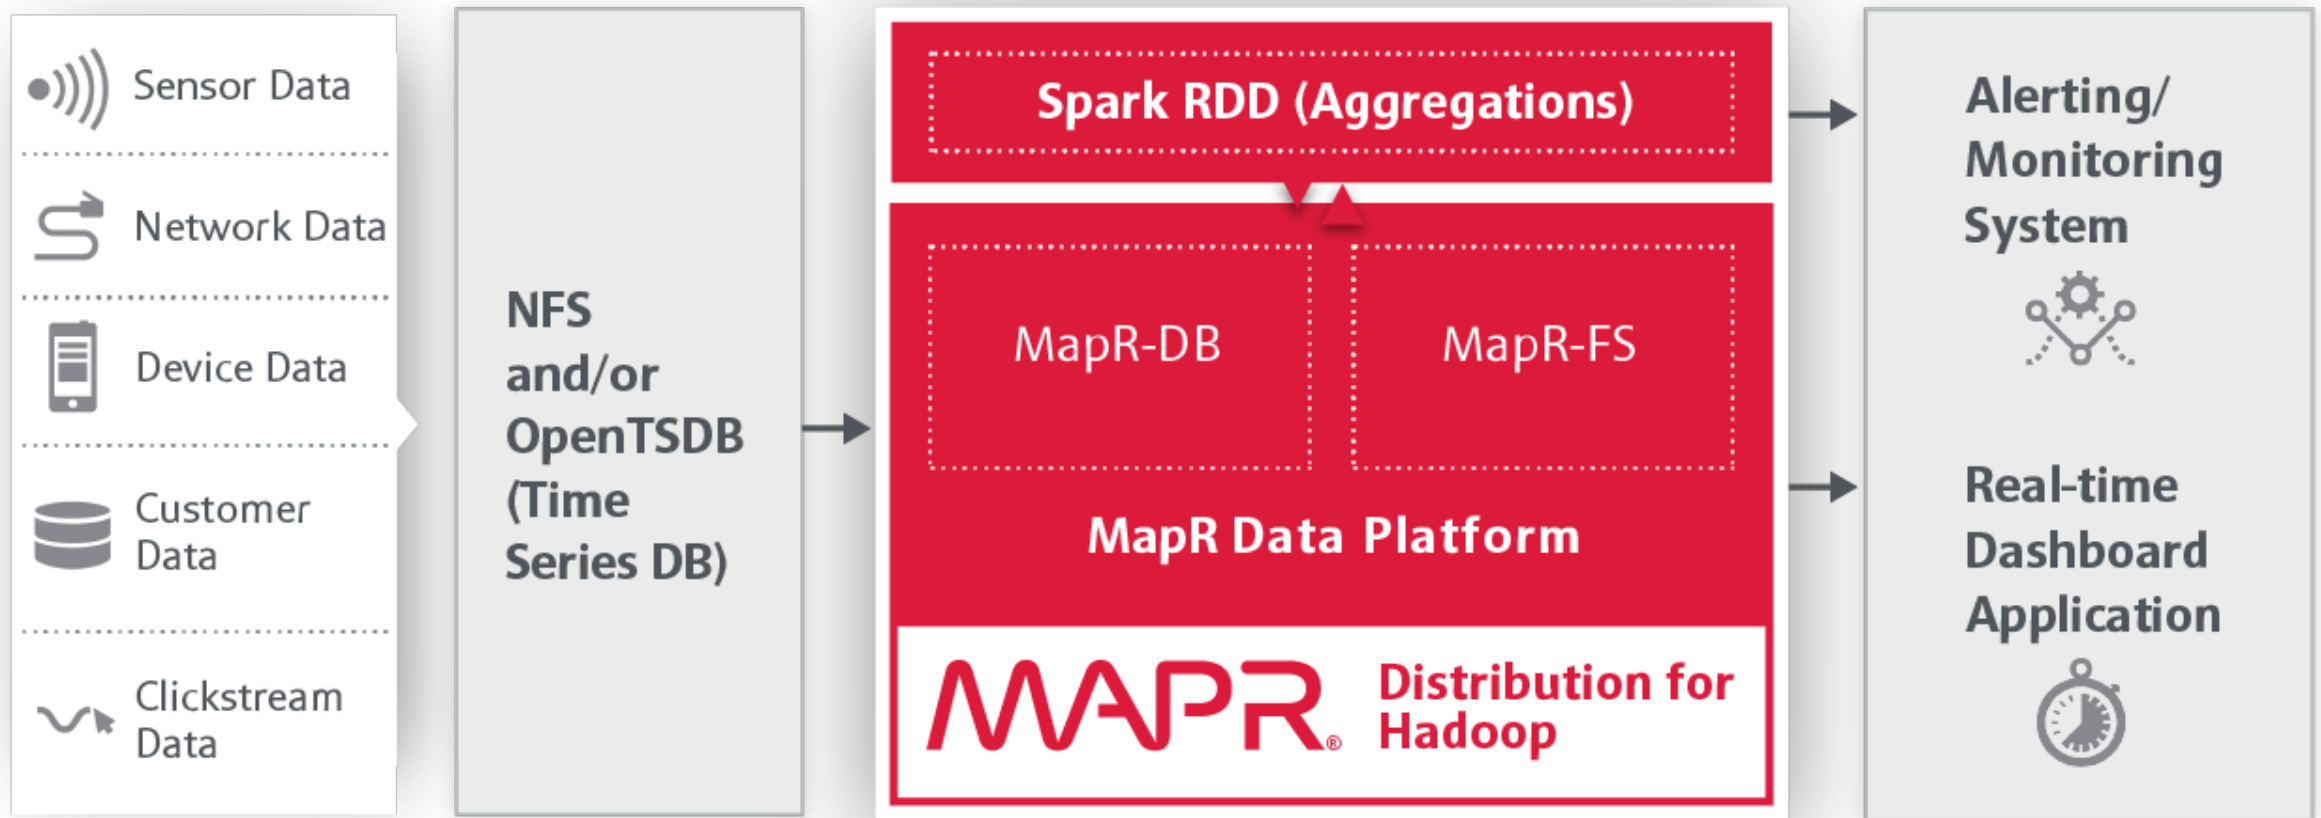 Sensor Data
Network Data
Device Data
Customer
Data
Clickstream
Data
NFS
and/or
OpenTSDB
(Time
Series DB)
Spark RDD (Aggregations)
MapR-DB
MapR-FS
MapR Data Platform
MAPR®
Distribution for
Hadoop
Alerting/
Monitoring
System
Real-time
Dashboard
Application